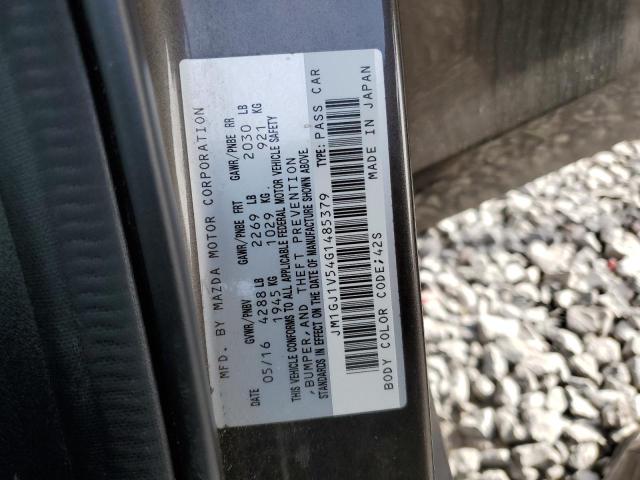 MFD. BY MAZDA MOTOR CORPORATION
DATE GVWR/PNBV GAWR/PNBE FRT GAWR/PNBE RR
05/16 4288 LB 2269 LB 2030 LB
1945 KG 1029 KG 921 KG
THIS VEHICLE CONFORMS TO ALL APPLICABLE FEDERAL MOTOR VEHICLE SAFETY
,BUMPER,AND THEFT PREVENTION
STANDARDS IN EFFECT ON THE DATE OF MANUFACTURE SHOWN ABOVE.
JM1GJ1V54G1485379 TYPE: PASS CAR
BODY COLOR CODE;42S MADE IN JAPAN